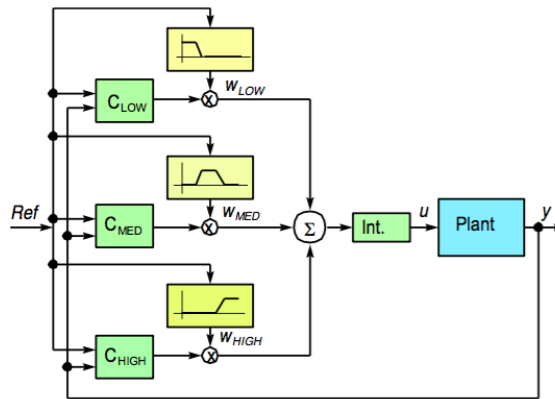 w_LOW
C_LOW
X
Ref
w_MED
C_MED
X
Σ
Int.
u
Plant
y
w_HIGH
C_HIGH
X